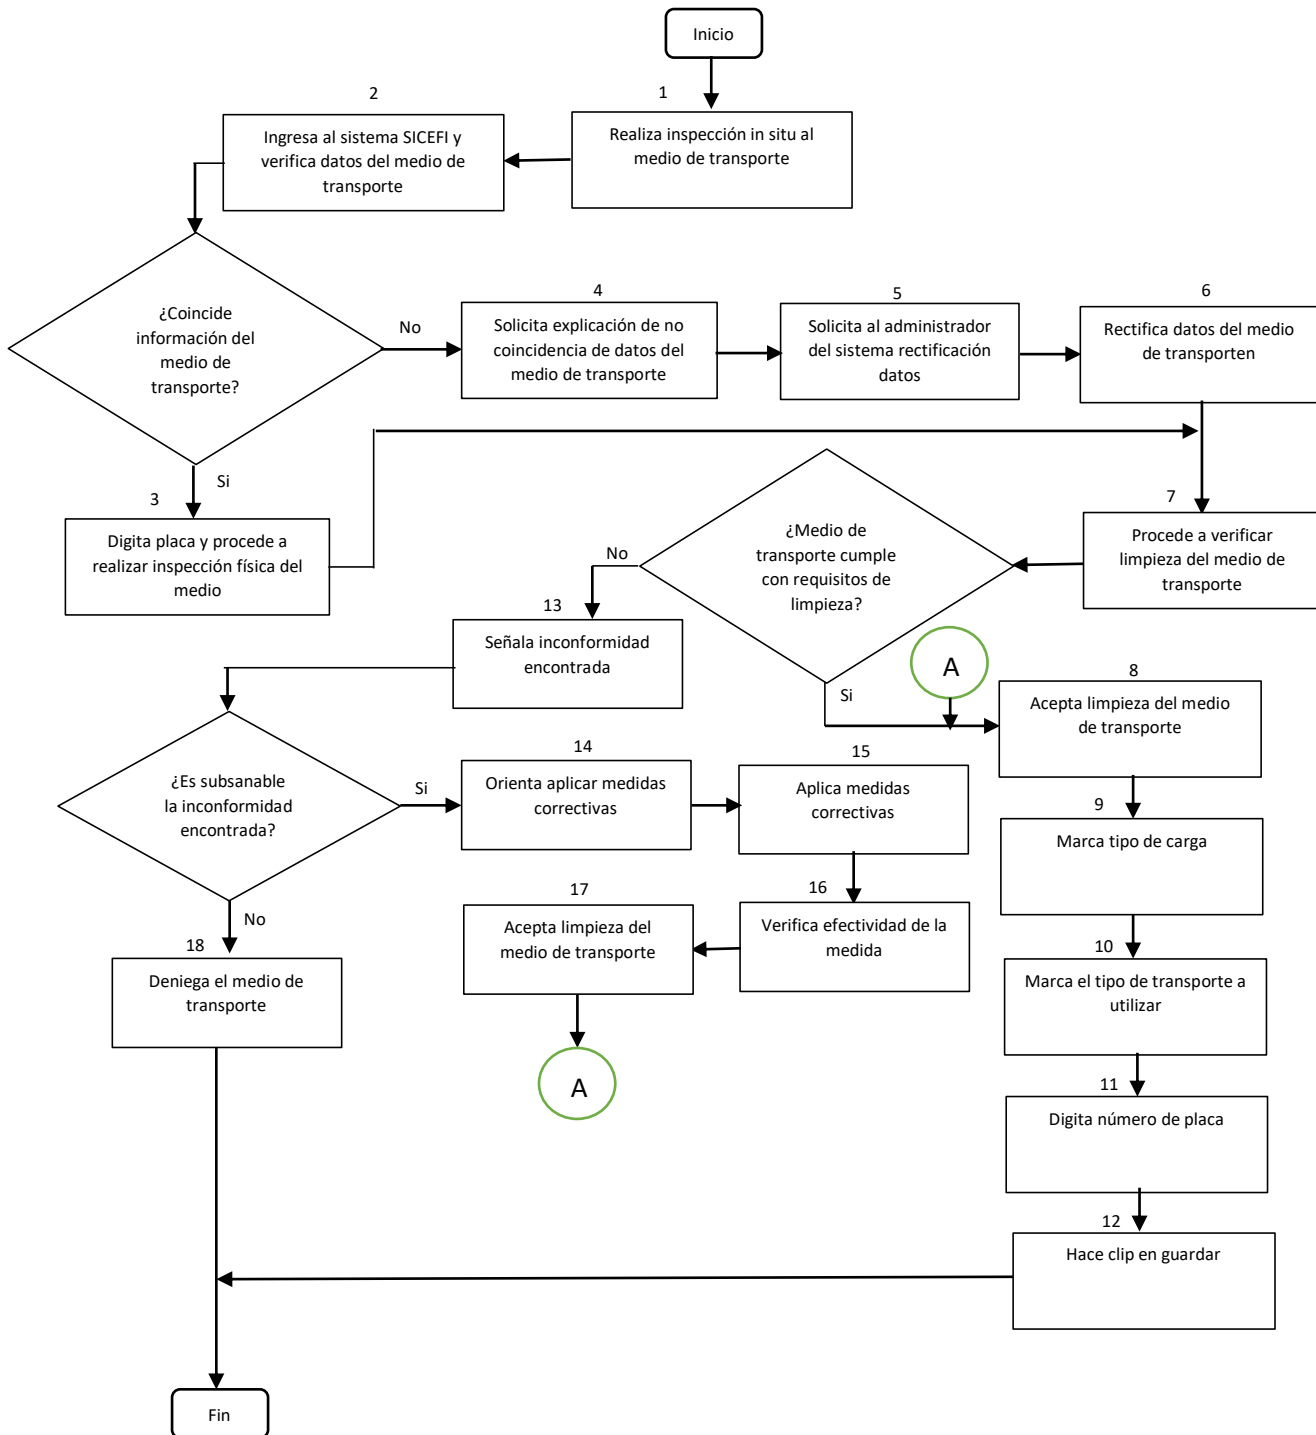 Inicio
1
Realiza inspección in situ al
medio de transporte
2
Ingresa al sistema SICEFI y
verifica datos del medio de
transporte
¿Coincide
información del
medio de
transporte?
No
4
Solicita explicación de no
coincidencia de datos del
medio de transporte
5
Solicita al administrador
del sistema rectificación
datos
6
Rectifica datos del medio
de transporten
Si
3
Digita placa y procede a
realizar inspección física del
medio
7
Procede a verificar
limpieza del medio de
transporte
¿Medio de
transporte cumple
con requisitos de
limpieza?
No
13
Señala inconformidad
encontrada
Si
A
8
Acepta limpieza del medio
de transporte
¿Es subsanable
la inconformidad
encontrada?
Si
14
Orienta aplicar medidas
correctivas
15
Aplica medidas
correctivas
9
Marca tipo de carga
16
Verifica efectividad de la
medida
17
Acepta limpieza del
medio de transporte
No
18
Deniega el medio de
transporte
10
Marca el tipo de transporte a
utilizar
A
11
Digita número de placa
12
Hace clip en guardar
Fin